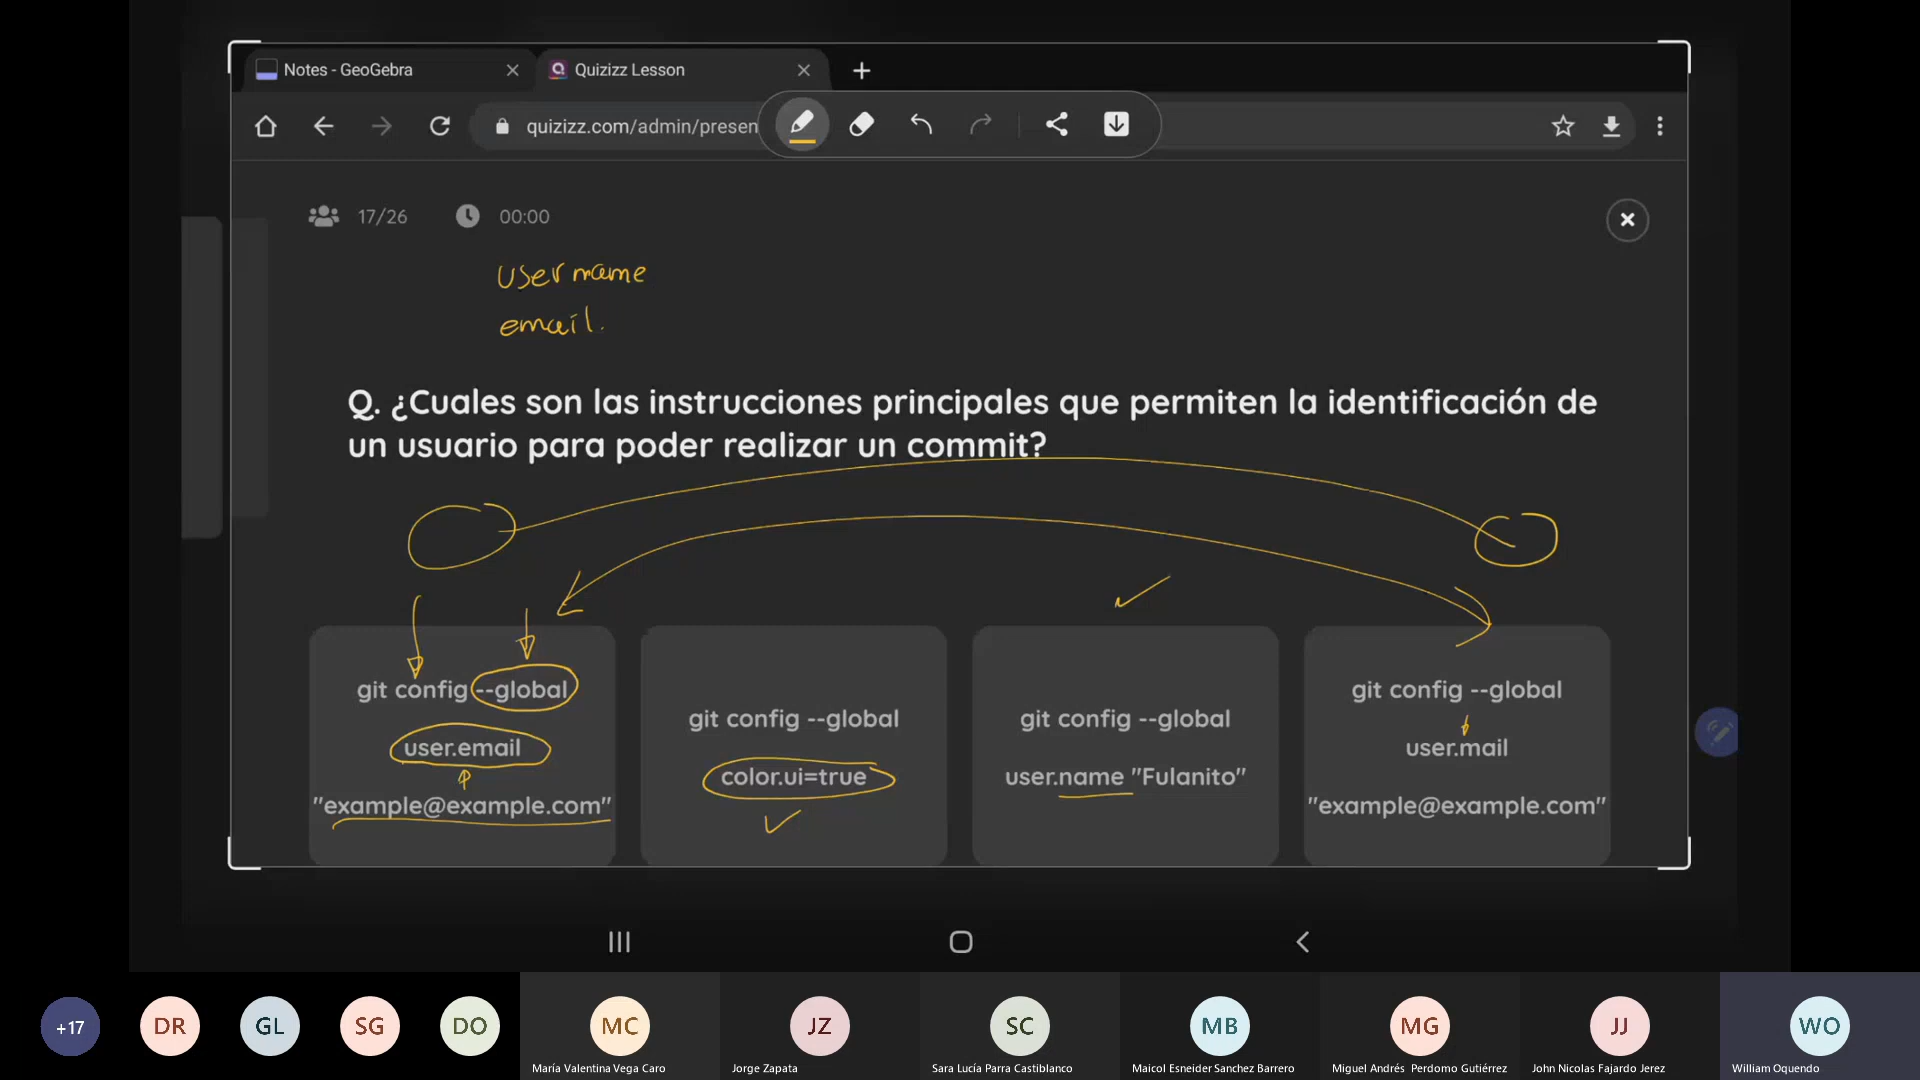 Notes - GeoGebra
Quizizz Lesson
quizizz.com/admin/presen
17/26
00:00
user name
email.
Q. ¿Cuales son las instrucciones principales que permiten la identificación de
un usuario para poder realizar un commit?
git config --global
user.email
"example@example.com"
git config --global
color.ui=true
git config --global
user.name "Fulanito"
git config --global
user.mail
"example@example.com"
+17
DR
GL
SG
DO
MC
María Valentina Vega Caro
JZ
Jorge Zapata
SC
Sara Lucía Parra Castiblanco
MB
Maicol Esneider Sanchez Barrero
MG
Miguel Andrés Perdomo Gutiérrez
JJ
John Nicolas Fajardo Jerez
WO
William Oquendo